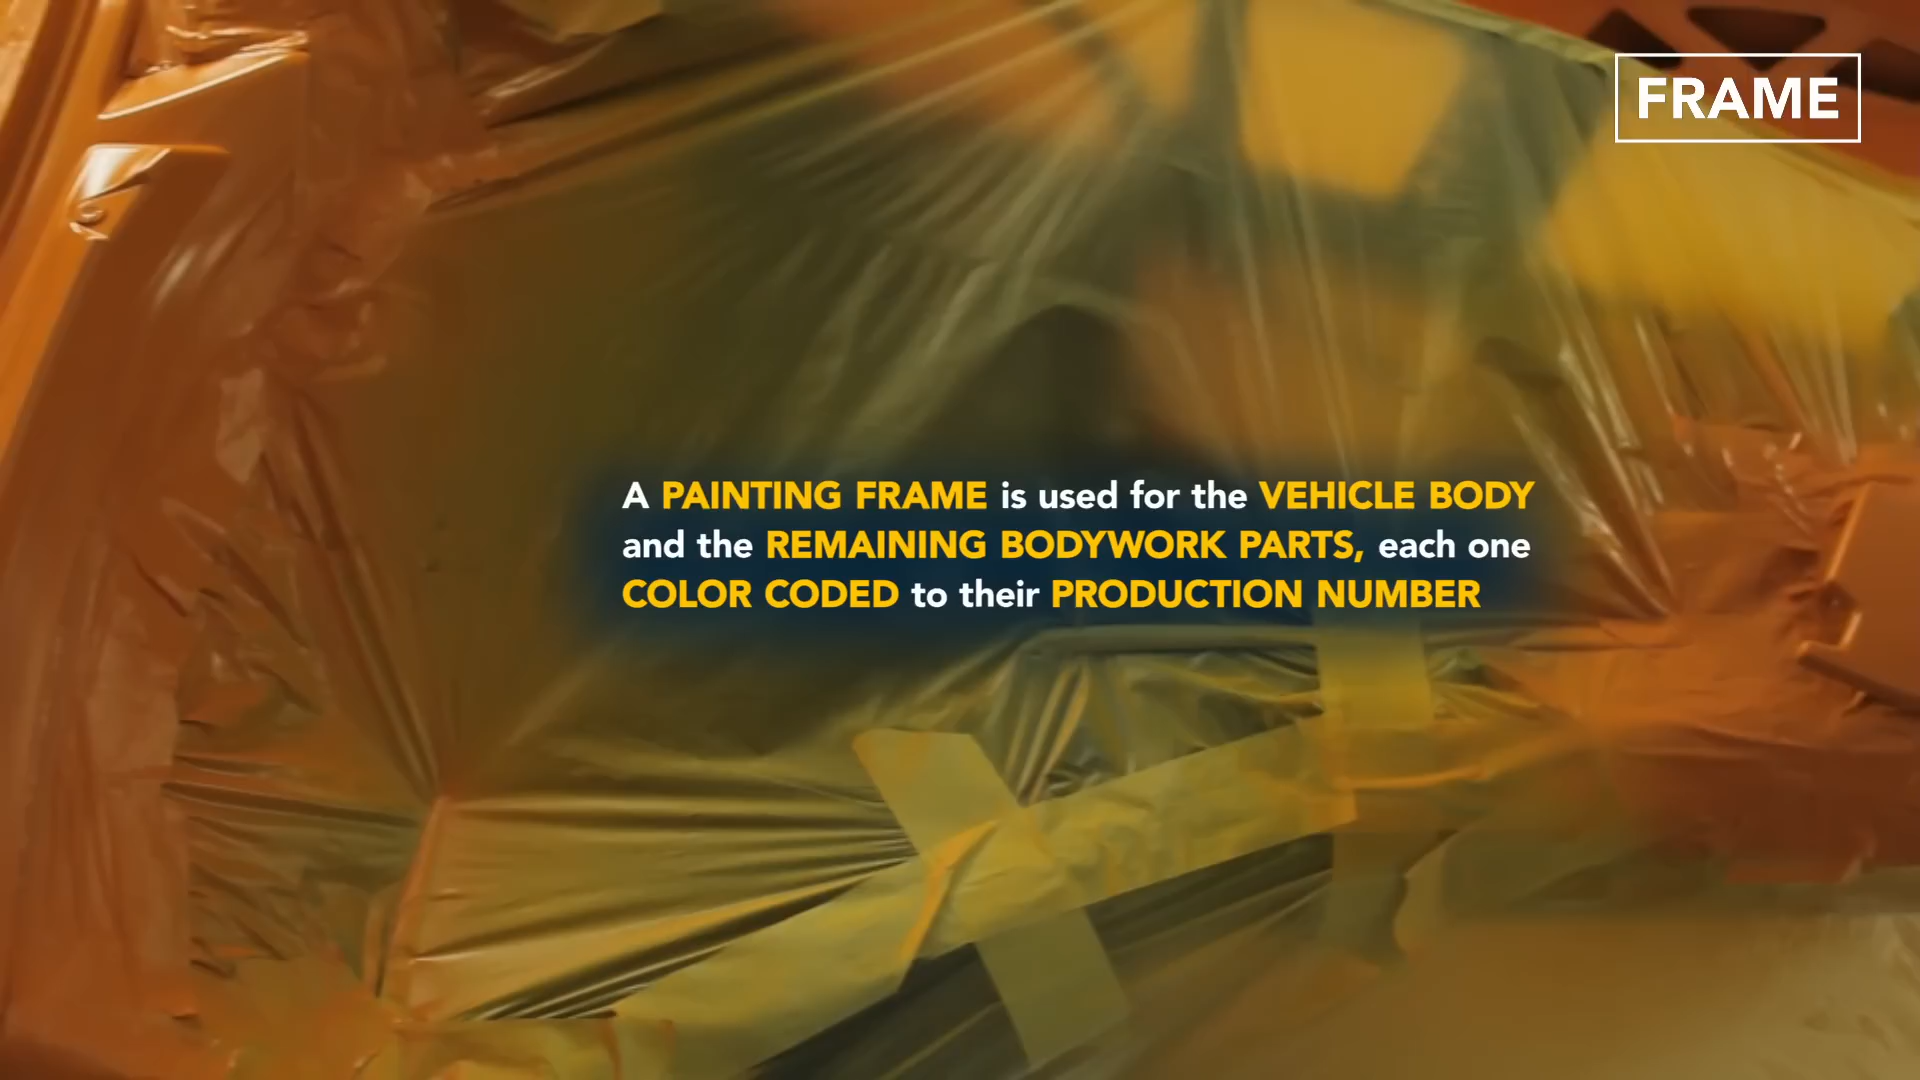 FRAME
A PAINTING FRAME is used for the VEHICLE BODY
and the REMAINING BODYWORK PARTS, each one
COLOR CODED to their PRODUCTION NUMBER